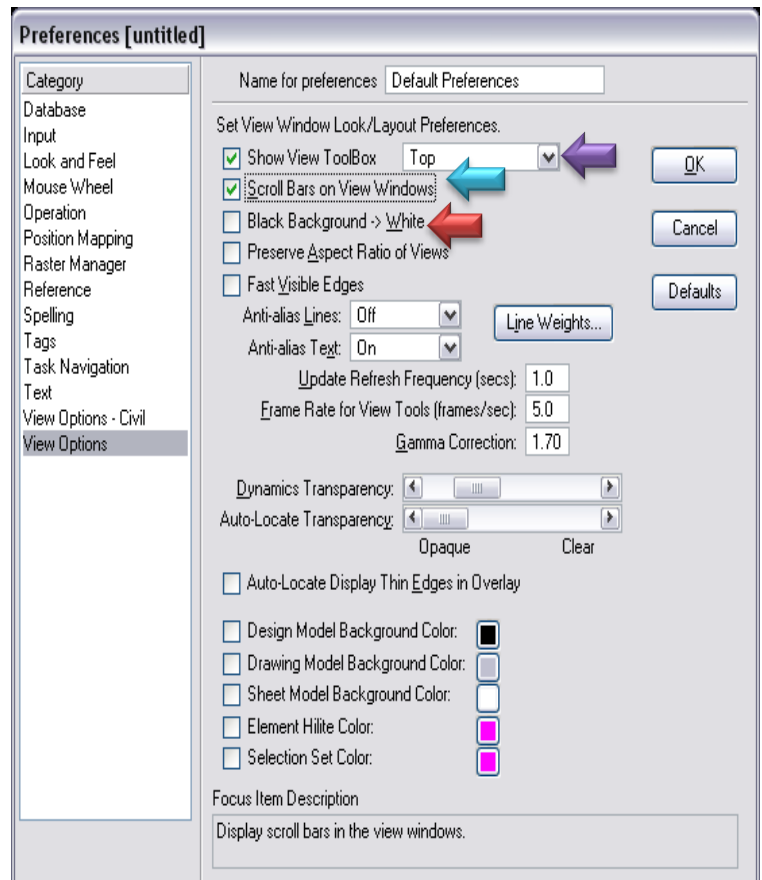 Preferences [untitled]
Category
Database
Input
Look and Feel
Mouse Wheel
Operation
Position Mapping
Raster Manager
Reference
Spelling
Tags
Task Navigation
Text
View Options - Civil
View Options
Name for preferences Default Preferences
Set View Window Look/Layout Preferences.
Show View ToolBox Top
Scroll Bars on View Windows
Black Background -> White
Preserve Aspect Ratio of Views
Fast Visible Edges
Anti-alias Lines: Off
Line Weights...
Anti-alias Text: On
Update Refresh Frequency (secs): 1.0
Frame Rate for View Tools (frames/sec): 5.0
Gamma Correction: 1.70
Dynamics Transparency:
Auto-Locate Transparency:
Opaque Clear
Auto-Locate Display Thin Edges in Overlay
Design Model Background Color:
Drawing Model Background Color:
Sheet Model Background Color:
Element Hilite Color:
Selection Set Color:
Focus Item Description
Display scroll bars in the view windows.
OK
Cancel
Defaults